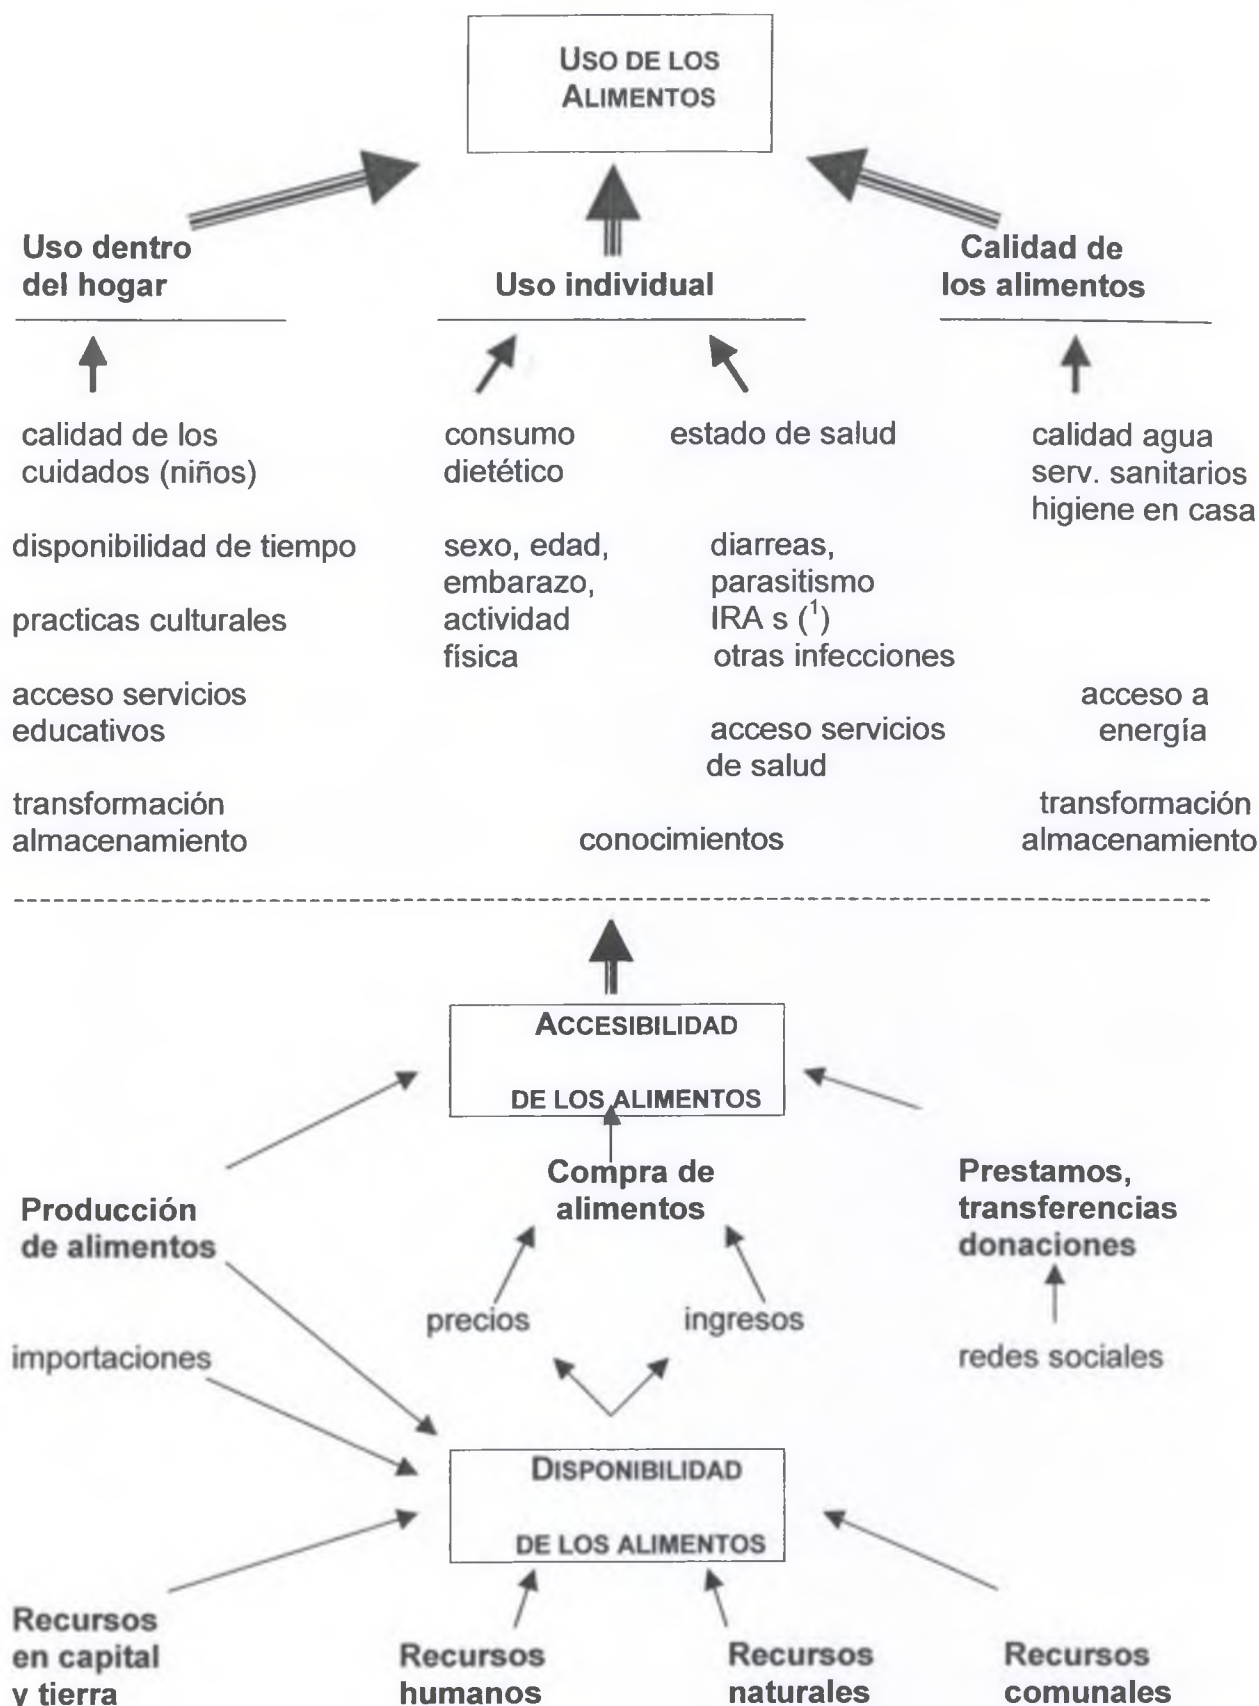 USO DE LOS
ALIMENTOS
Uso dentro
del hogar
Uso individual
Calidad de
los alimentos
calidad de los
cuidados (niños)
disponibilidad de tiempo
practicas culturales
acceso servicios
educativos
transformación
almacenamiento
consumo
dietético
sexo, edad,
embarazo,
actividad
física
estado de salud
diarreas,
parasitismo
IRA s (¹)
otras infecciones
acceso servicios
de salud
conocimientos
calidad agua
serv. sanitarios
higiene en casa
acceso a
energía
transformación
almacenamiento
ACCESIBILIDAD
DE LOS ALIMENTOS
Producción
de alimentos
Compra de
alimentos
Prestamos,
transferencias
donaciones
importaciones
precios
ingresos
redes sociales
DISPONIBILIDAD
DE LOS ALIMENTOS
Recursos
en capital
y tierra
Recursos
humanos
Recursos
naturales
Recursos
comunales